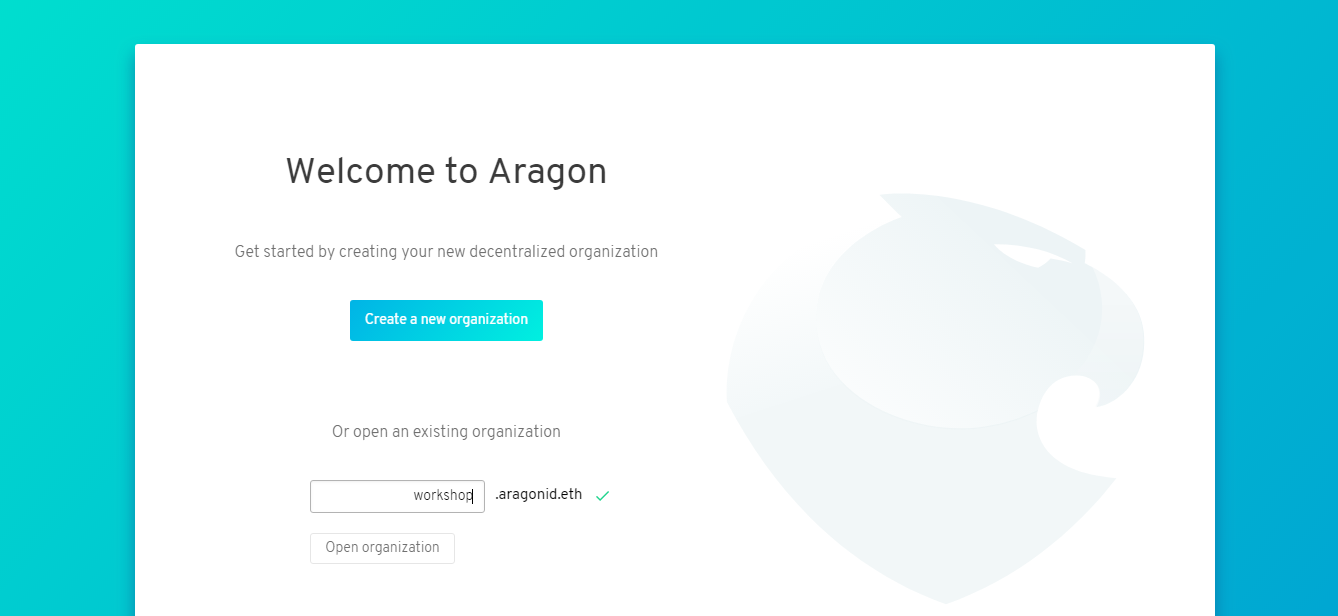 Welcome to Aragon
Get started by creating your new decentralized organization
Create a new organization
Or open an existing organization
workshop .aragonid.eth
Open organization